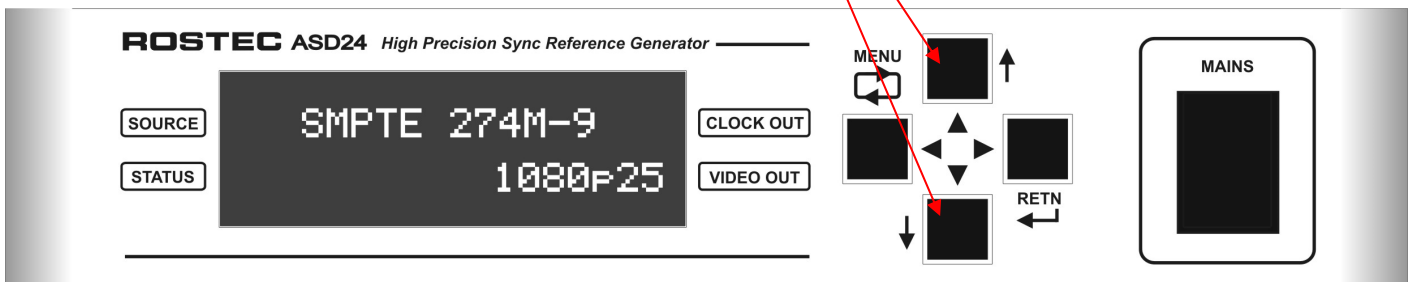 ROSTEC ASD24 High Precision Sync Reference Generator
SOURCE
STATUS
SMPTE 274M-9
1080p25
CLOCK OUT
VIDEO OUT
MENU
RETN
MAINS